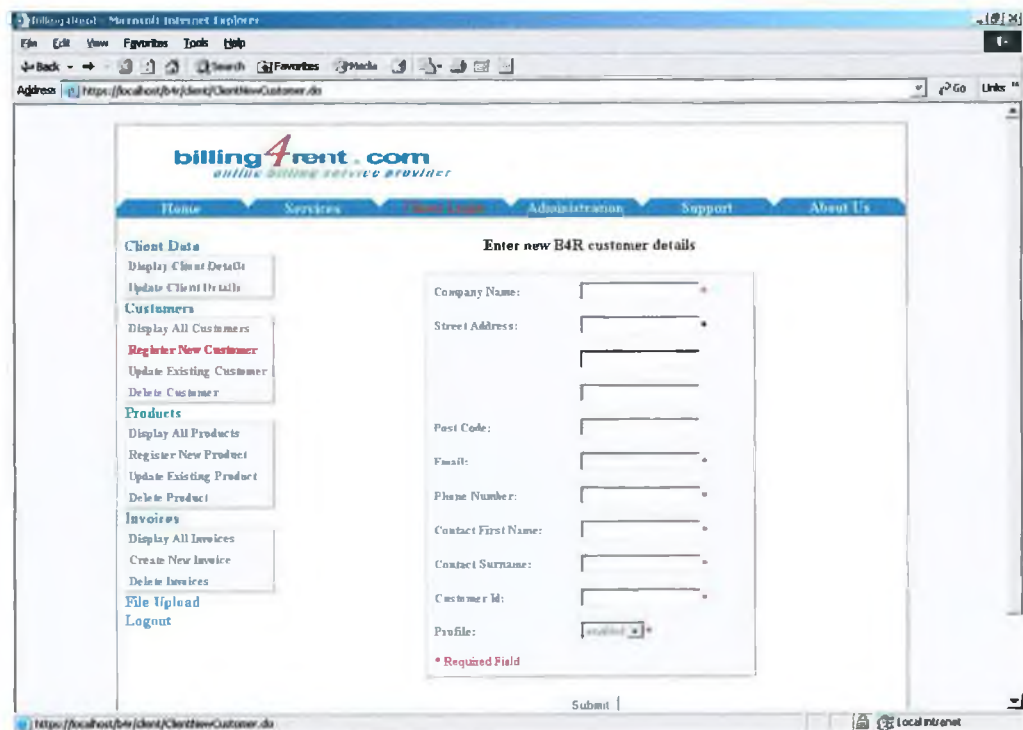 Billing4Rent - Microsoft Internet Explorer
File Edit View Favorites Tools Help
Back Search Favorites Media
Address https://localhost/b4r/client/ClientNewCustomer.do Go Links
billing4rent.com
online billing service provider
Home Services Client Login Administration Support About Us
Client Data
Display Client Details
Update Client Details
Customers
Display All Customers
Register New Customer
Update Existing Customer
Delete Customer
Products
Display All Products
Register New Product
Update Existing Product
Delete Product
Invoices
Display All Invoices
Create New Invoice
Delete Invoices
File Upload
Logout
Enter new B4R customer details
Company Name: *
Street Address: *
Post Code:
Email: *
Phone Number: *
Contact First Name: *
Contact Surname: *
Customer Id: *
Profile: enabled *
* Required Field
Submit
https://localhost/b4r/client/ClientNewCustomer.do Local intranet